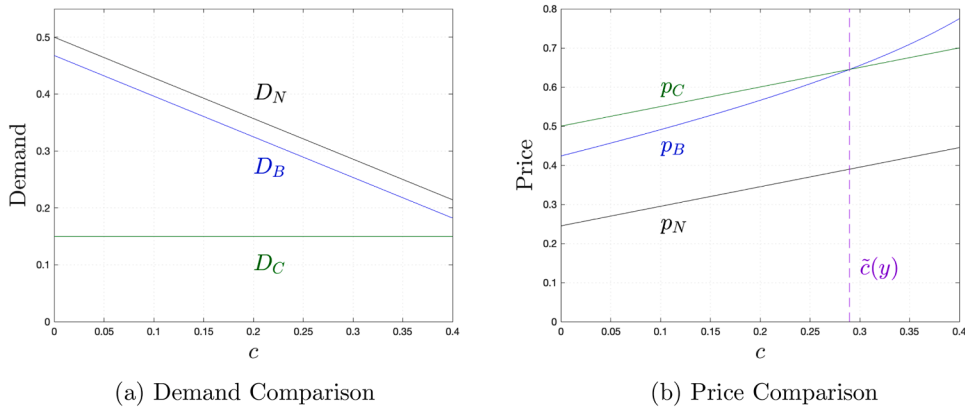 0.5
0.4
0.3
0.2
0.1
0
0 0.05 0.1 0.15 0.2 0.25 0.3 0.35 0.4
Demand
c
D_N
D_B
D_C
(a) Demand Comparison
0.8
0.7
0.6
0.5
0.4
0.3
0.2
0.1
0
0 0.05 0.1 0.15 0.2 0.25 0.3 0.35 0.4
Price
c
p_C
p_B
p_N
c̃(y)
(b) Price Comparison